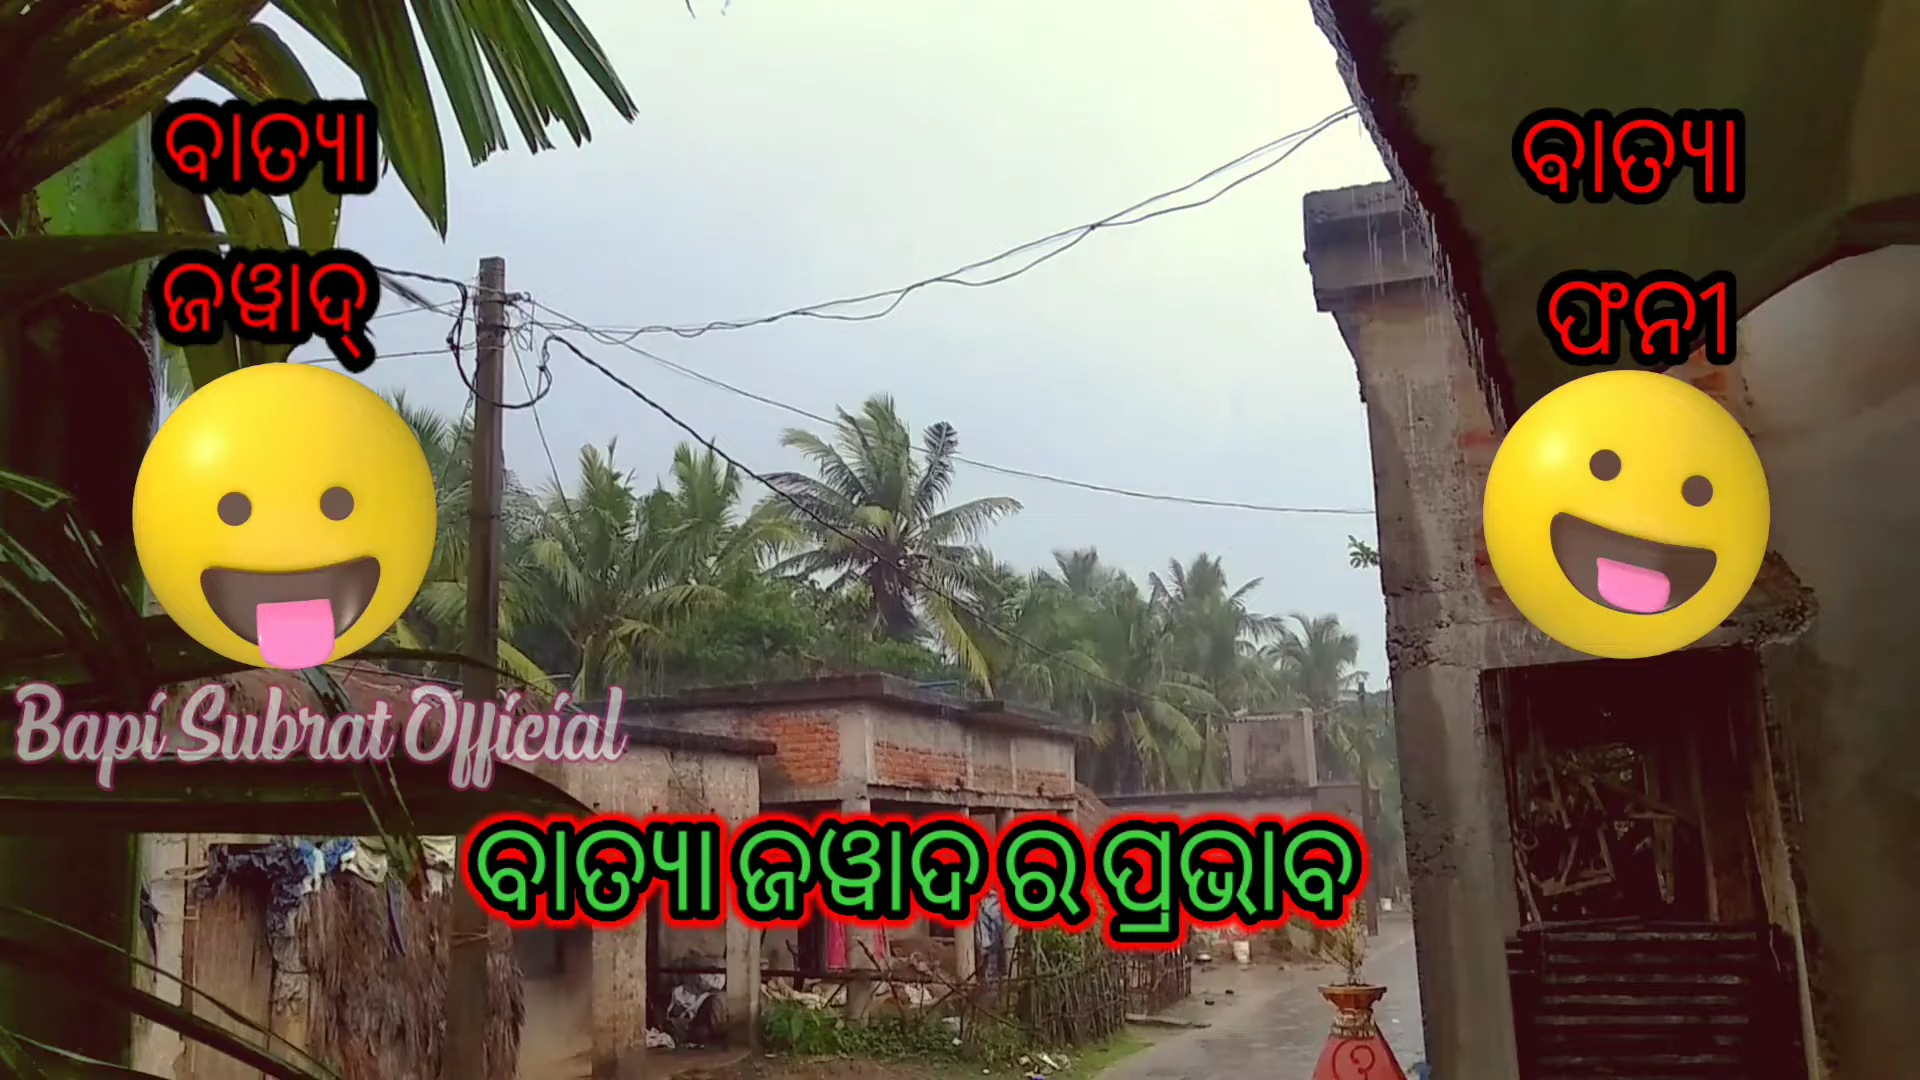 ବାତ୍ୟା
ଜୱାଦ୍
ବାତ୍ୟା
ଫନୀ
Bapi Subrat Official
ବାତ୍ୟା ଜୱାଦ ର ପ୍ରଭାବ